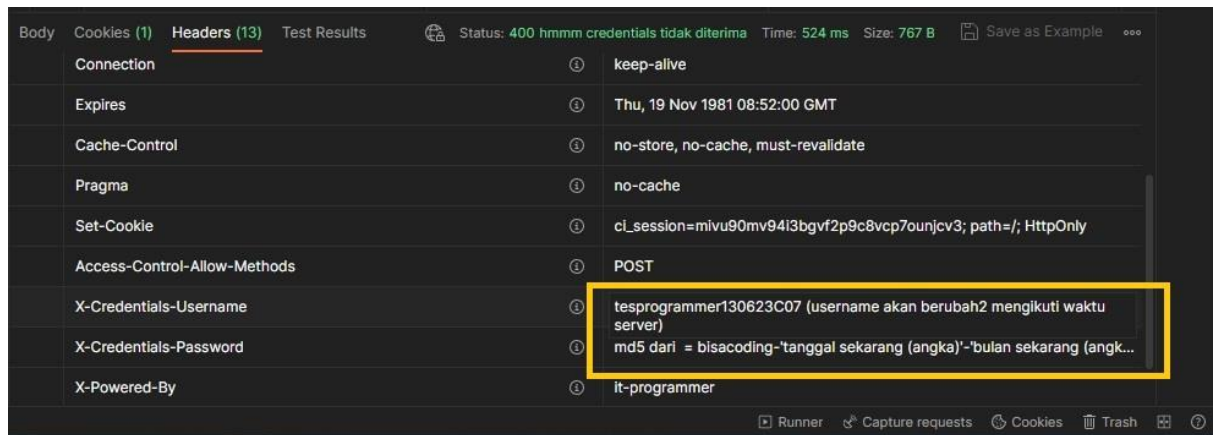 Body Cookies (1) Headers (13) Test Results Status: 400 hmmm credentials tidak diterima Time: 524 ms Size: 767 B Save as Example
Connection keep-alive
Expires Thu, 19 Nov 1981 08:52:00 GMT
Cache-Control no-store, no-cache, must-revalidate
Pragma no-cache
Set-Cookie ci_session=mivu90mv94i3bgvf2p9c8vcp7ounjcv3; path=/; HttpOnly
Access-Control-Allow-Methods POST
X-Credentials-Username tesprogrammer130623C07 (username akan berubah2 mengikuti waktu
server)
X-Credentials-Password md5 dari = bisacoding-'tanggal sekarang (angka)'-'bulan sekarang (angk...
X-Powered-By it-programmer
Runner Capture requests Cookies Trash